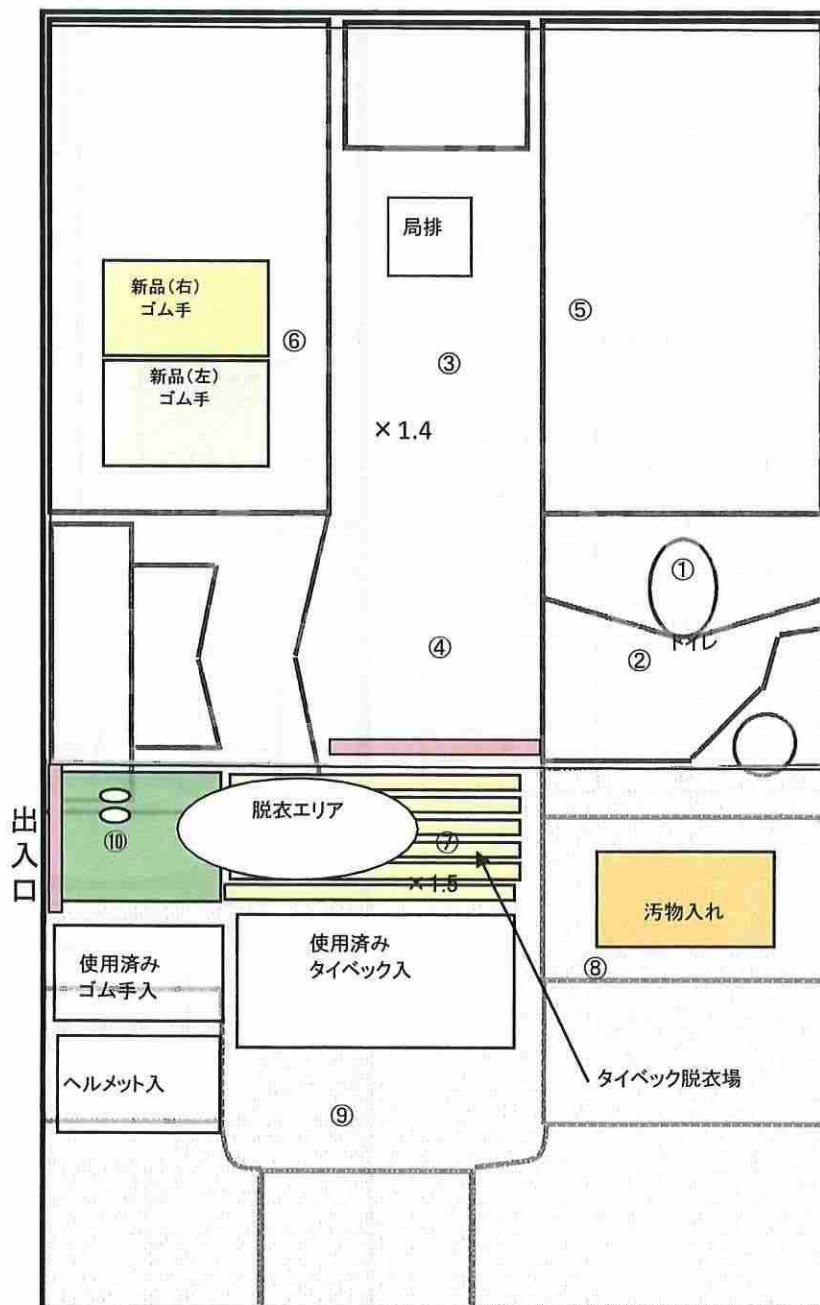 局排
新品(右)
ゴム手
⑤
⑥
③
新品(左)
ゴム手
×1.4
①
④
②
トイレ
出入口
脱衣エリア
⑦
⑩
×1.5
汚物入れ
使用済み
ゴム手入
使用済み
タイベック入
⑧
ヘルメット入
タイベック脱衣場
⑨